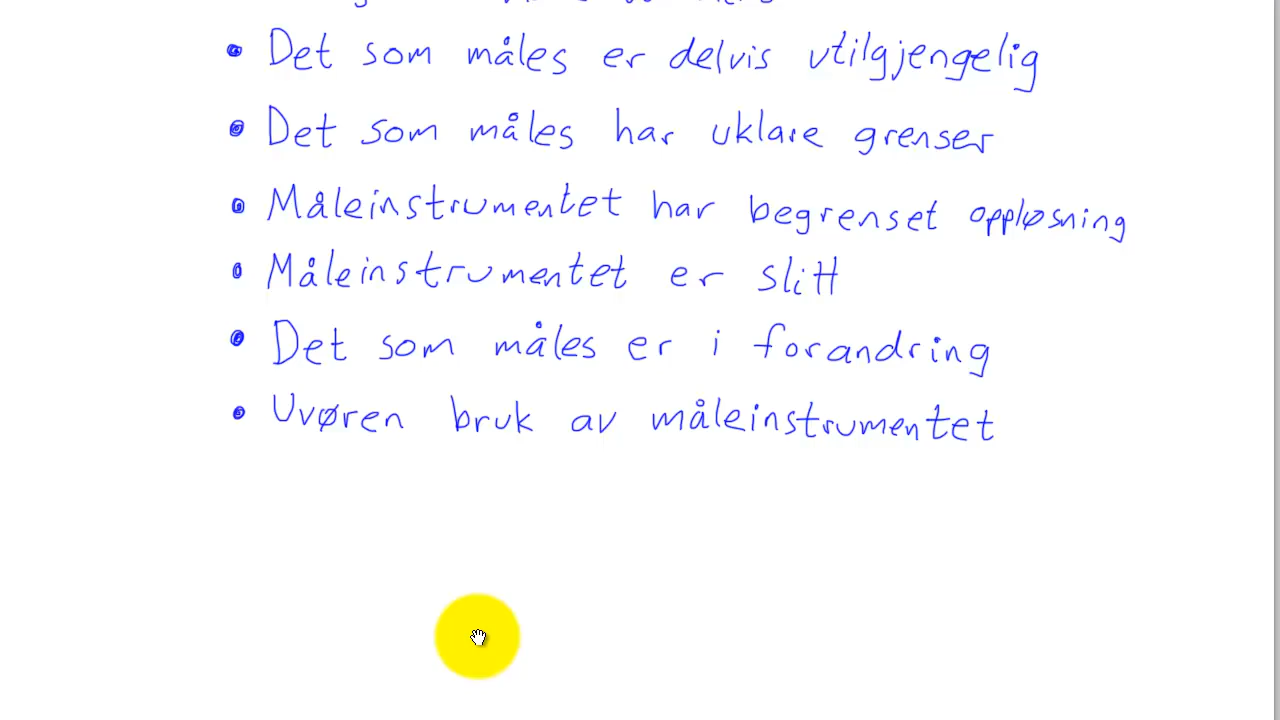 • Det som måles er delvis utilgjengelig
• Det som måles har uklare grenser
• Måleinstrumentet har begrenset oppløsning
• Måleinstrumentet er slitt
• Det som måles er i forandring
• Uvøren bruk av måleinstrumentet